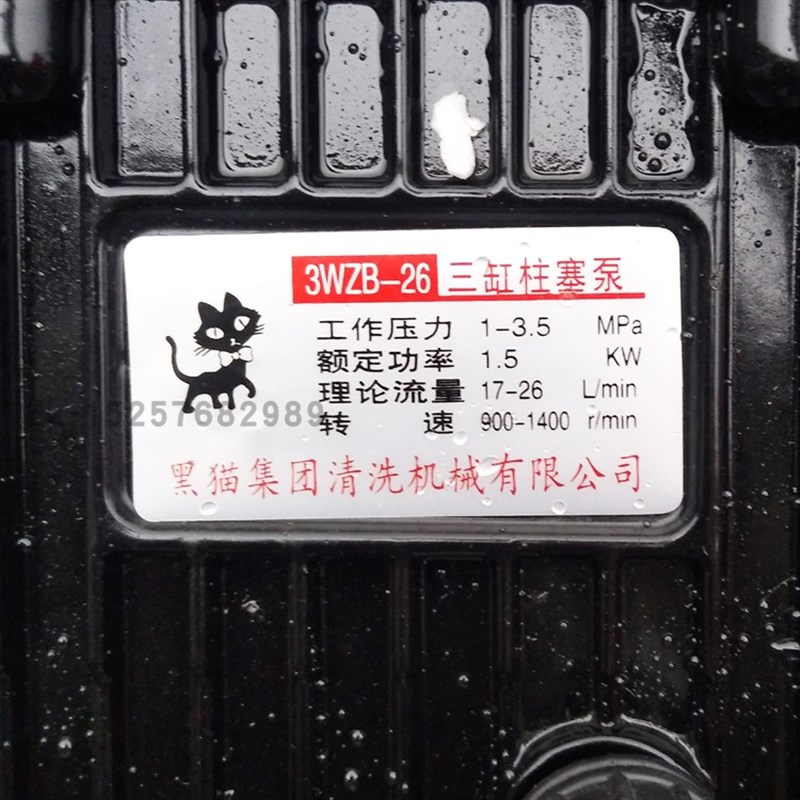 3WZB-26 三缸柱塞泵
工作压力 1-3.5 MPa
额定功率 1.5 KW
理论流量 17-26 L/min
5257682989
转 速 900-1400 r/min
黑猫集团清洗机械有限公司